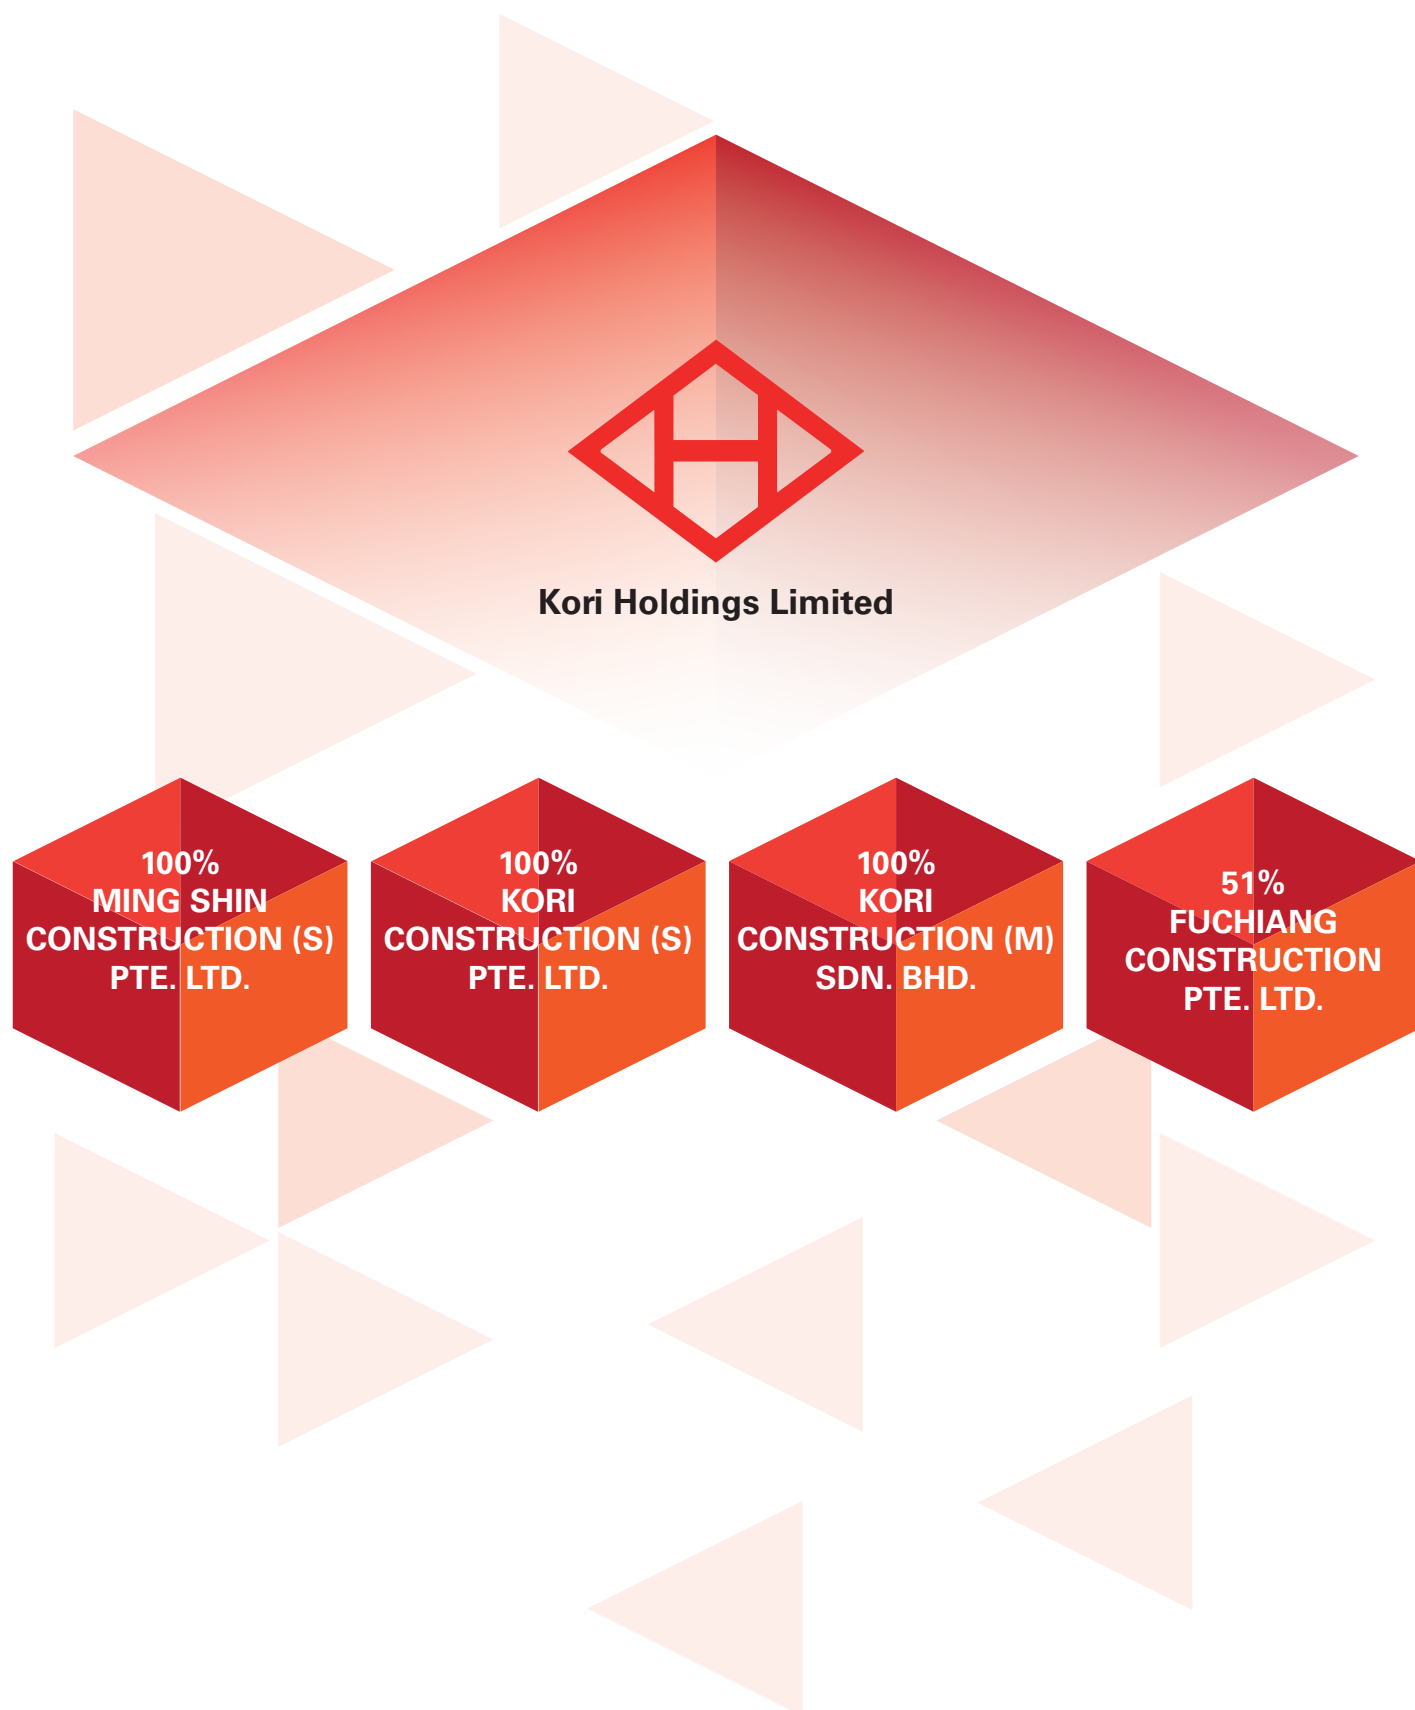 Kori Holdings Limited
100%
MING SHIN
CONSTRUCTION (S)
PTE. LTD.
100%
KORI
CONSTRUCTION (S)
PTE. LTD.
100%
KORI
CONSTRUCTION (M)
SDN. BHD.
51%
FUCHIANG
CONSTRUCTION
PTE. LTD.